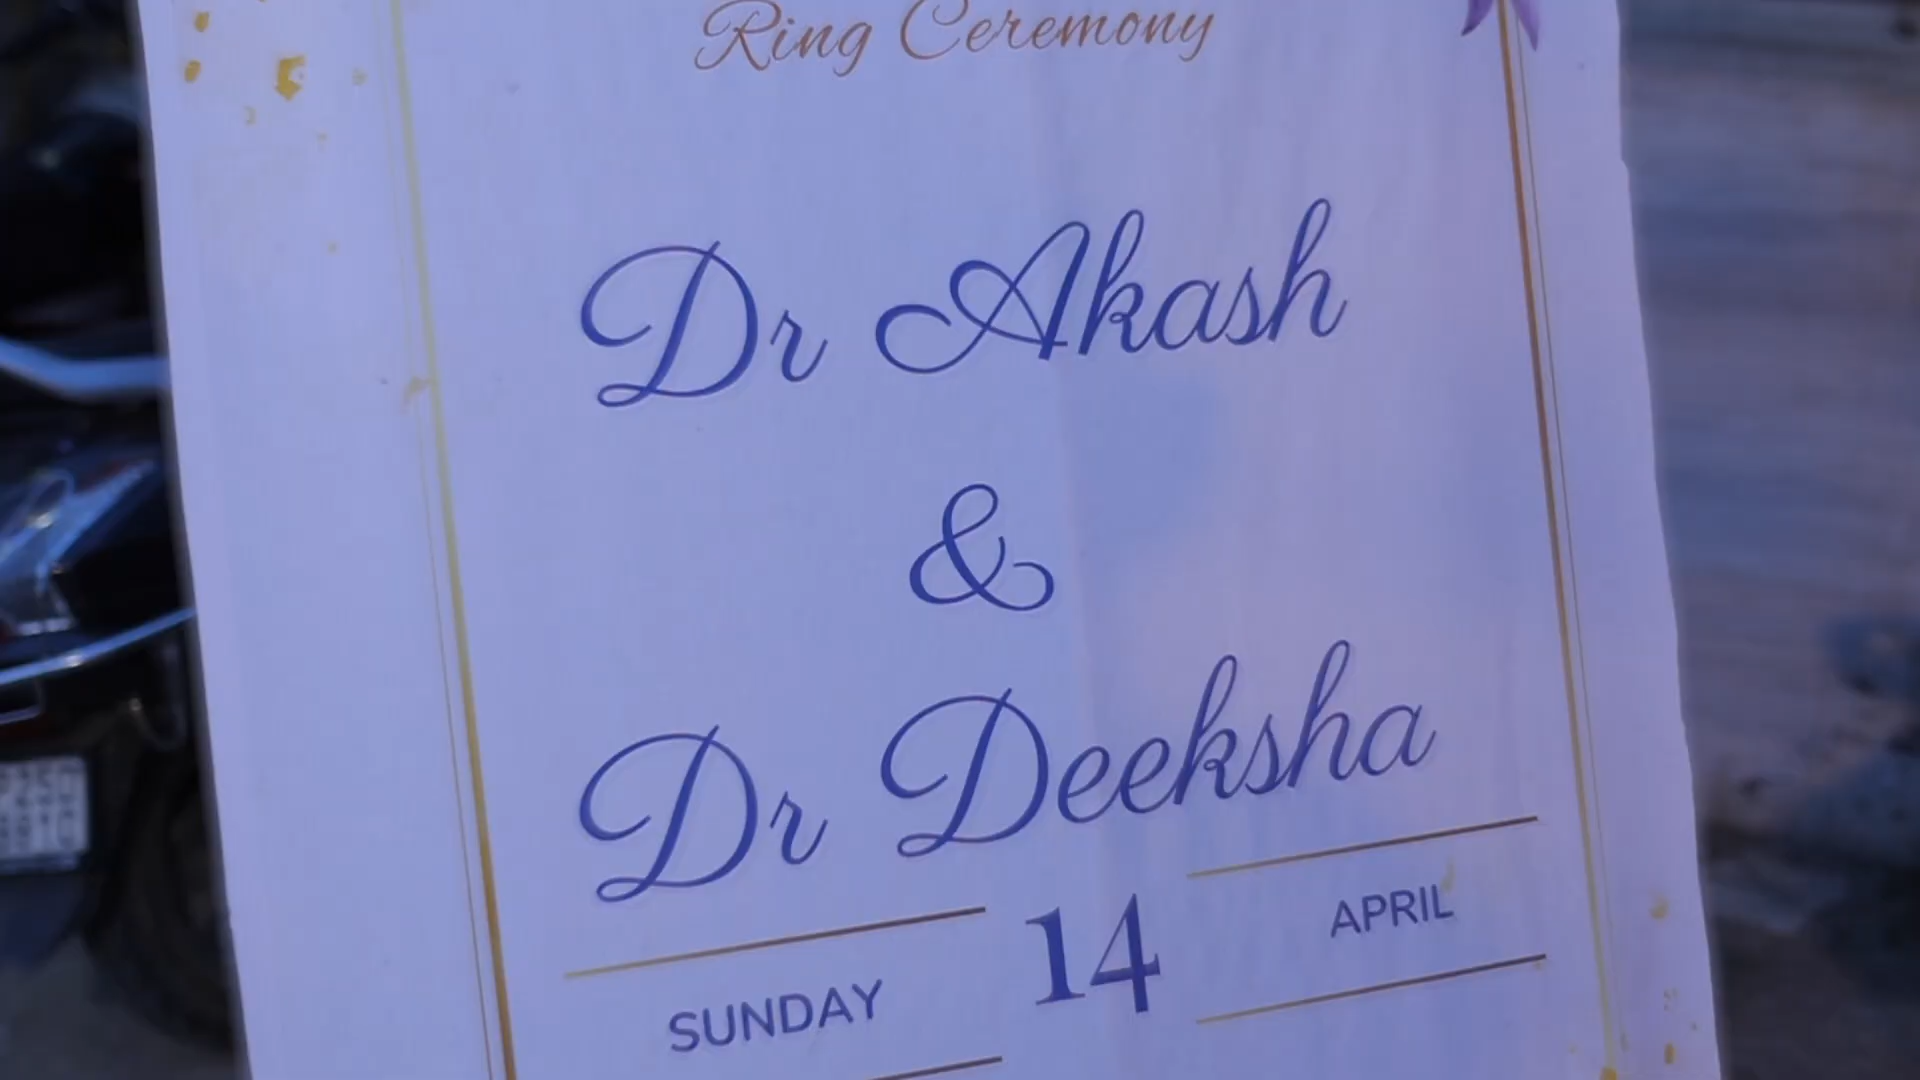 Ring Ceremony
Dr Akash
&
Dr Deeksha
SUNDAY 14 APRIL